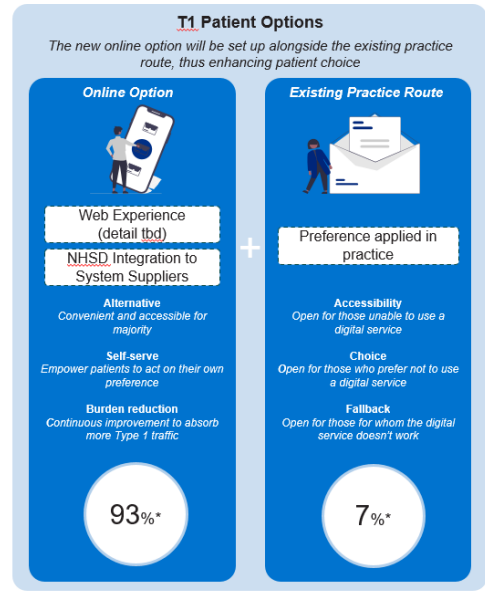 T1 Patient Options
The new online option will be set up alongside the existing practice
route, thus enhancing patient choice
Online Option
Web Experience
(detail tbd)
NHSD Integration to
System Suppliers
Alternative
Convenient and accessible for
majority
Self-serve
Empower patients to act on their own
preference
Burden reduction
Continuous improvement to absorb
more Type 1 traffic
93%*
+
Existing Practice Route
Preference applied in
practice
Accessibility
Open for those unable to use a
digital service
Choice
Open for those who prefer not to use
a digital service
Fallback
Open for those for whom the digital
service doesn't work
7%*